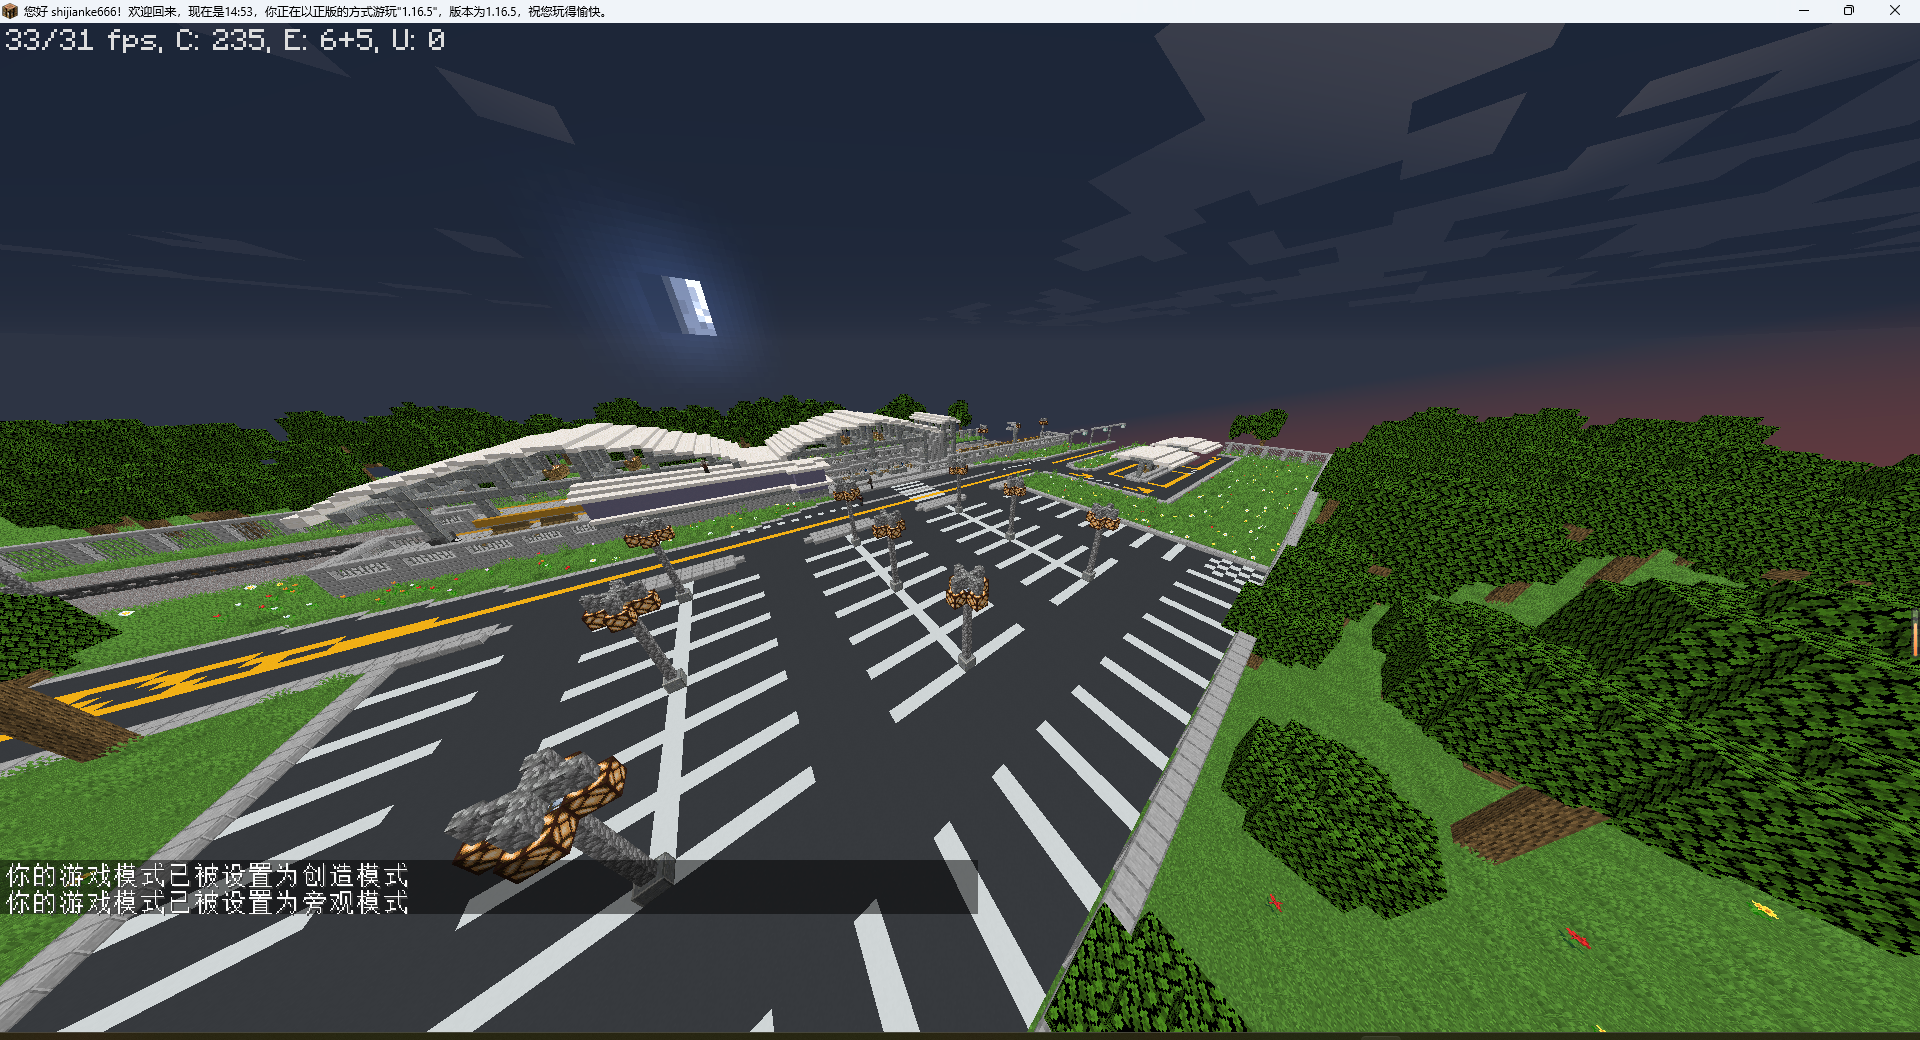 您好 shijianke666！欢迎回来，现在是14:53，你正在以正版的方式游玩"1.16.5"，版本为1.16.5，祝您玩得愉快。
33/31 fps, C: 235, E: 6+5, U: 0
你的游戏模式已被设置为创造模式
你的游戏模式已被设置为旁观模式